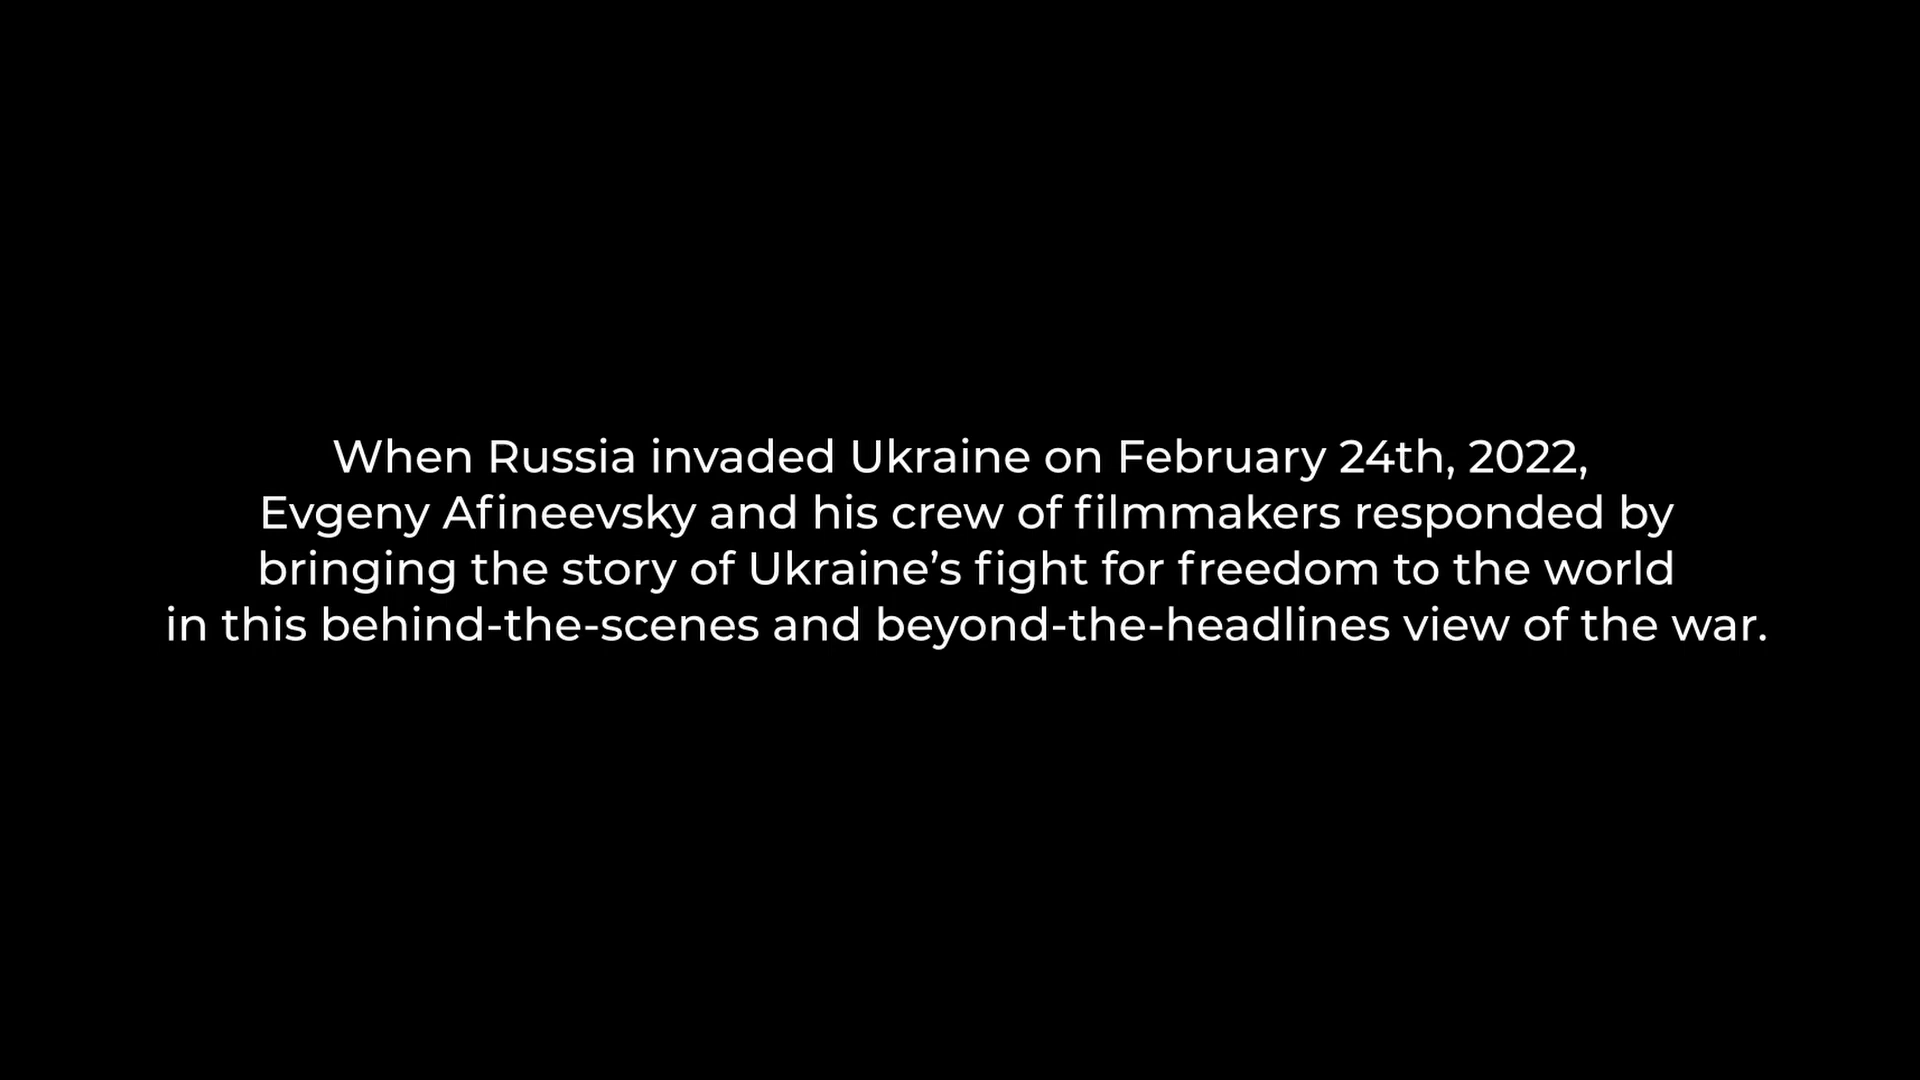 When Russia invaded Ukraine on February 24th, 2022,
Evgeny Afineevsky and his crew of filmmakers responded by
bringing the story of Ukraine’s fight for freedom to the world
in this behind-the-scenes and beyond-the-headlines view of the war.